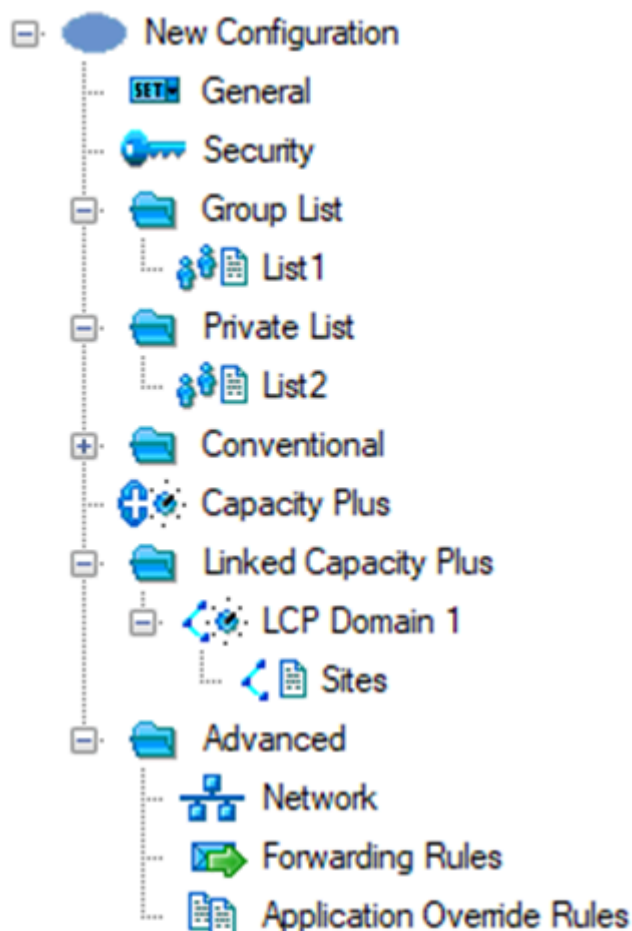 New Configuration
SET General
Security
Group List
List1
Private List
List2
Conventional
Capacity Plus
Linked Capacity Plus
LCP Domain 1
Sites
Advanced
Network
Forwarding Rules
Application Override Rules